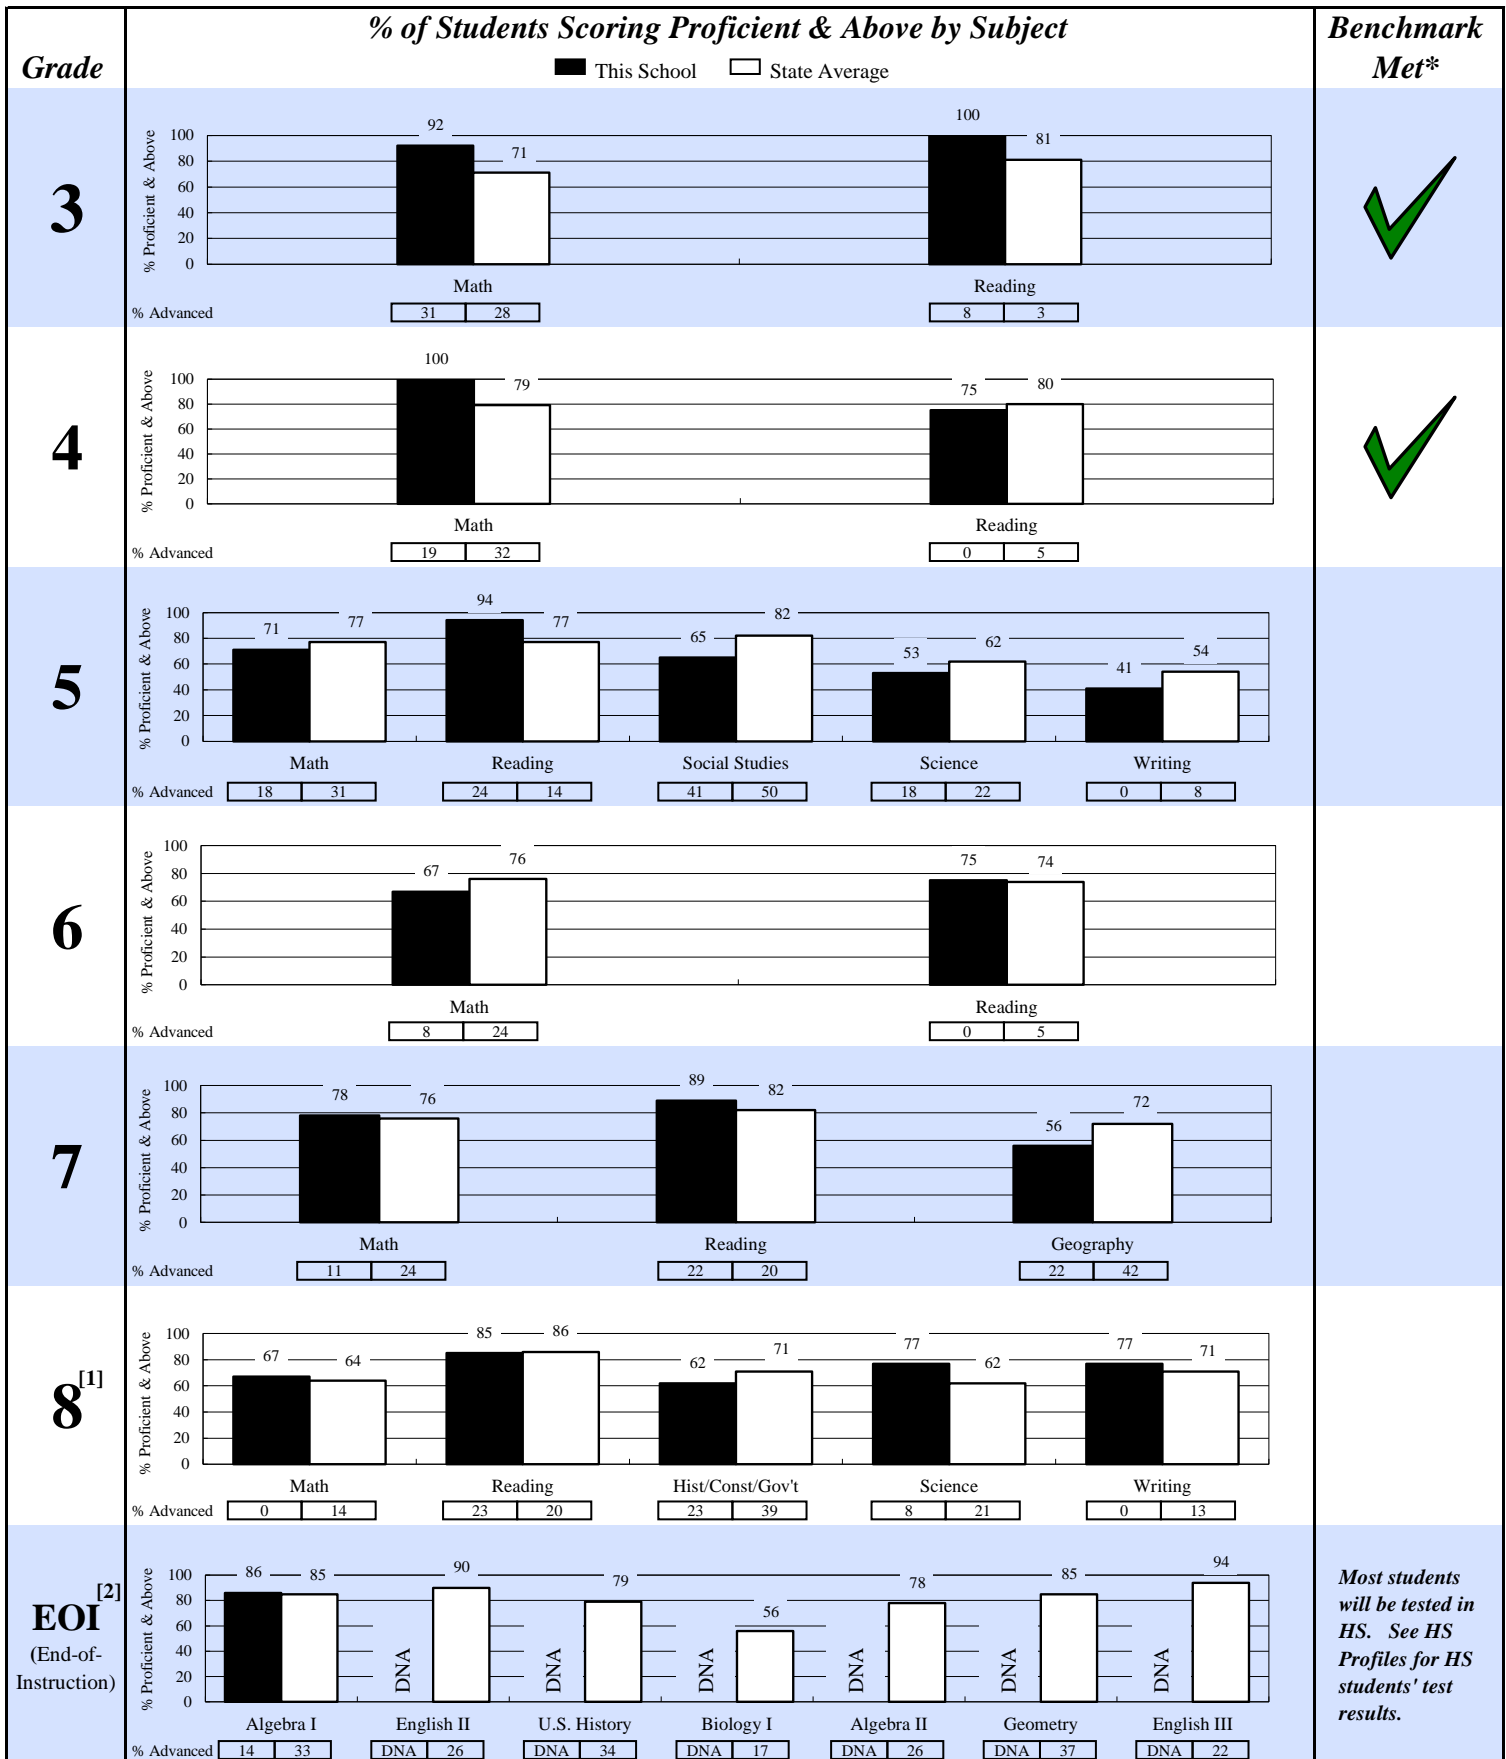 % of Students Scoring Proficient & Above by Subject
Benchmark
Met*
Grade
This School State Average
3
% Proficient & Above
100
80
60
40
20
0
92 71 100 81
Math Reading
% Advanced 31 28 8 3
4
% Proficient & Above
100
80
60
40
20
0
100 79 75 80
Math Reading
% Advanced 19 32 0 5
5
% Proficient & Above
100
80
60
40
20
0
71 77 94 77 65 82 53 62 41 54
Math Reading Social Studies Science Writing
% Advanced 18 31 24 14 41 50 18 22 0 8
6
% Proficient & Above
100
80
60
40
20
0
67 76 75 74
Math Reading
% Advanced 8 24 0 5
7
% Proficient & Above
100
80
60
40
20
0
78 76 89 82 56 72
Math Reading Geography
% Advanced 11 24 22 20 22 42
8[1]
% Proficient & Above
100
80
60
40
20
0
67 64 85 86 62 71 77 62 77 71
Math Reading Hist/Const/Gov't Science Writing
% Advanced 0 14 23 20 23 39 8 21 0 13
EOI[2]
(End-of-
Instruction)
% Proficient & Above
100
80
60
40
20
0
86 85 DNA 90 DNA 79 DNA 56 DNA 78 DNA 85 DNA 94
Algebra I English II U.S. History Biology I Algebra II Geometry English III
% Advanced 14 33 DNA 26 DNA 34 DNA 17 DNA 26 DNA 37 DNA 22
Most students
will be tested in
HS. See HS
Profiles for HS
students' test
results.